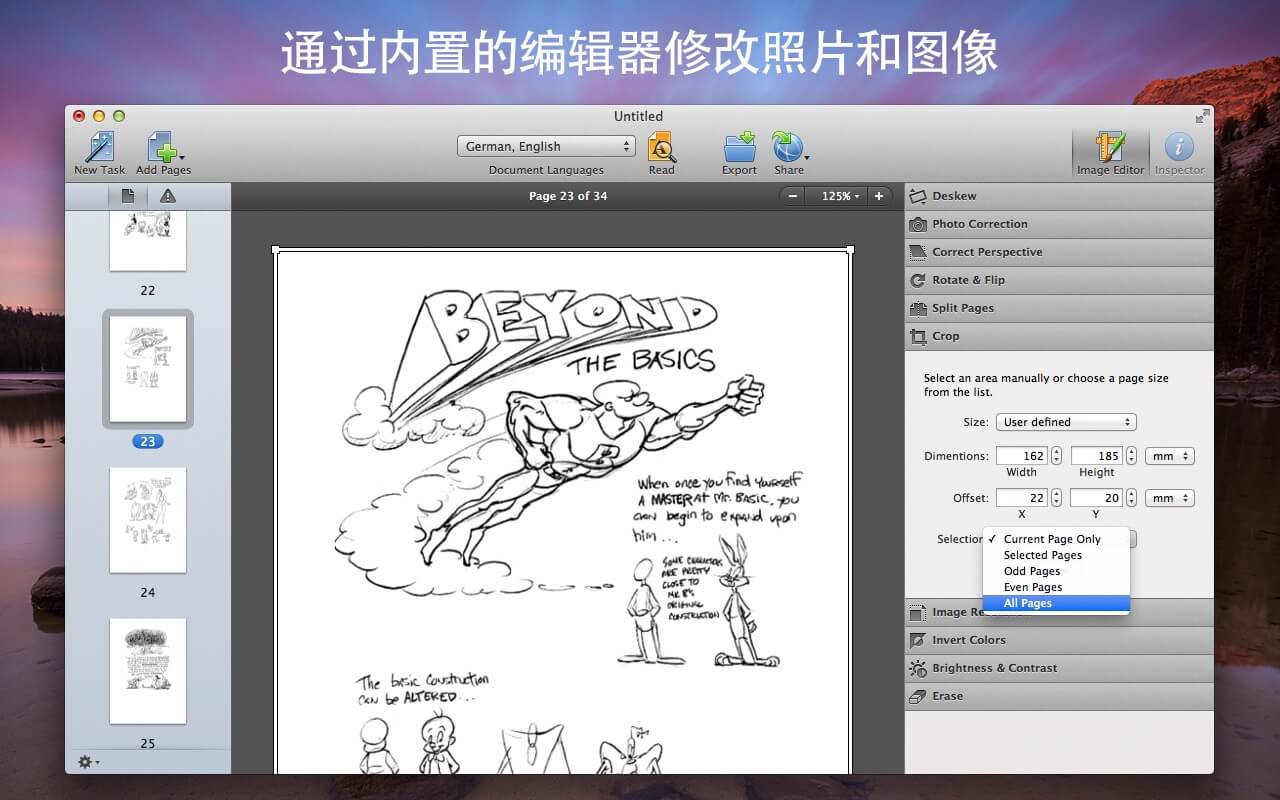 通过内置的编辑器修改照片和图像
Untitled
New Task
Add Pages
German, English
Document Languages
Read
Export
Share
Image Editor
Inspector
Page 23 of 34
125%
22
23
24
25
BEYOND
THE BASICS
When once you find yourself
A MASTER AT Mr. BASIC, you
can begin to expand upon
him...
SOME CHARACTERS
ARE PRETTY
CLOSE TO
MR B'S
ORIGINAL
CONSTRUCTION
The basic construction
can be ALTERED...
Deskew
Photo Correction
Correct Perspective
Rotate & Flip
Split Pages
Crop
Select an area manually or choose a page size
from the list.
Size: User defined
Dimentions: 162 185 mm
Width Height
Offset: 22 20 mm
X Y
Selection
✓ Current Page Only
Selected Pages
Odd Pages
Even Pages
All Pages
Image
Invert Colors
Brightness & Contrast
Erase